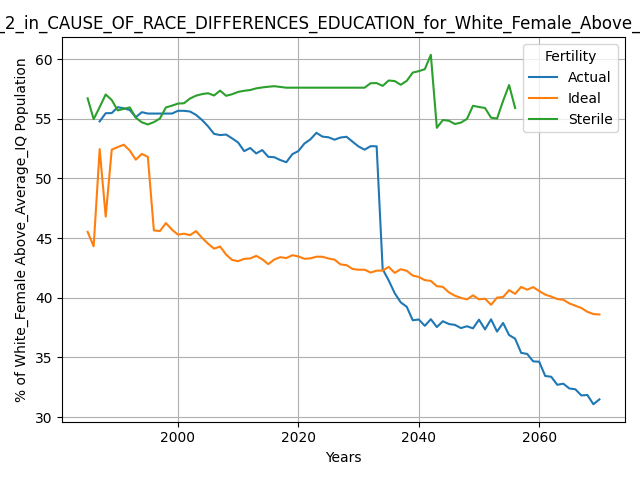 _2_in_CAUSE_OF_RACE_DIFFERENCES_EDUCATION_for_White_Female_Above_
60
55
50
45
40
35
30
% of White_Female Above_Average_IQ Population
Fertility
Actual
Ideal
Sterile
2000
2020
2040
2060
Years